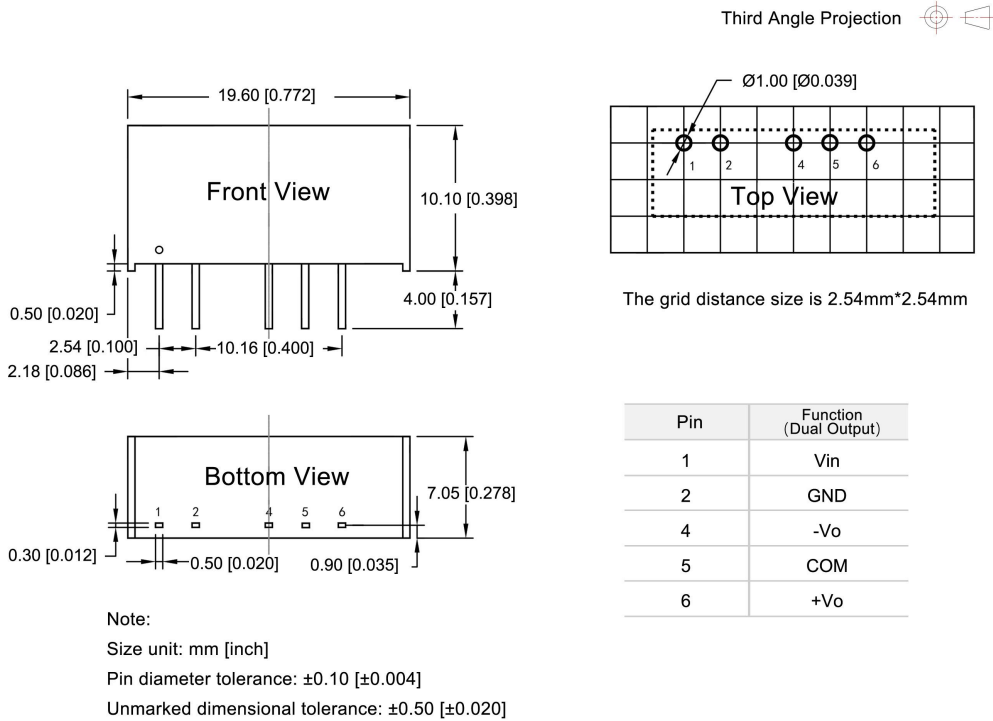 Third Angle Projection
19.60 [0.772]
Front View
10.10 [0.398]
4.00 [0.157]
0.50 [0.020]
2.54 [0.100]
10.16 [0.400]
2.18 [0.086]
Ø1.00 [Ø0.039]
1 2 4 5 6
Top View
The grid distance size is 2.54mm*2.54mm
Bottom View
7.05 [0.278]
1 2 4 5 6
0.30 [0.012]
0.50 [0.020]
0.90 [0.035]
Pin Function
(Dual Output)
1 Vin
2 GND
4 -Vo
5 COM
6 +Vo
Note:
Size unit: mm [inch]
Pin diameter tolerance: ±0.10 [±0.004]
Unmarked dimensional tolerance: ±0.50 [±0.020]